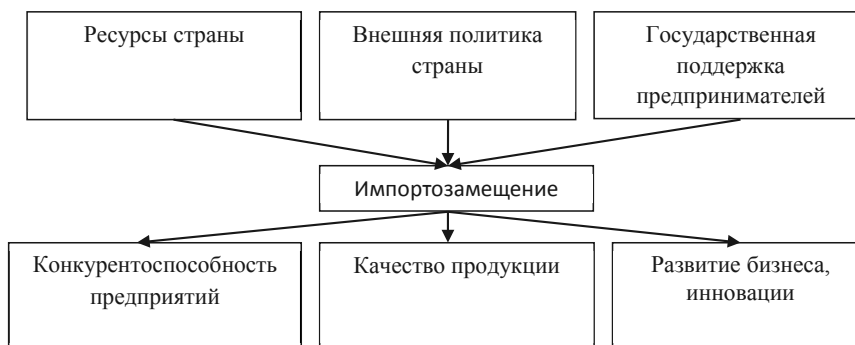 Ресурсы страны
Внешняя политика
страны
Государственная
поддержка
предпринимателей
Импортозамещение
Конкурентоспособность
предприятий
Качество продукции
Развитие бизнеса,
инновации